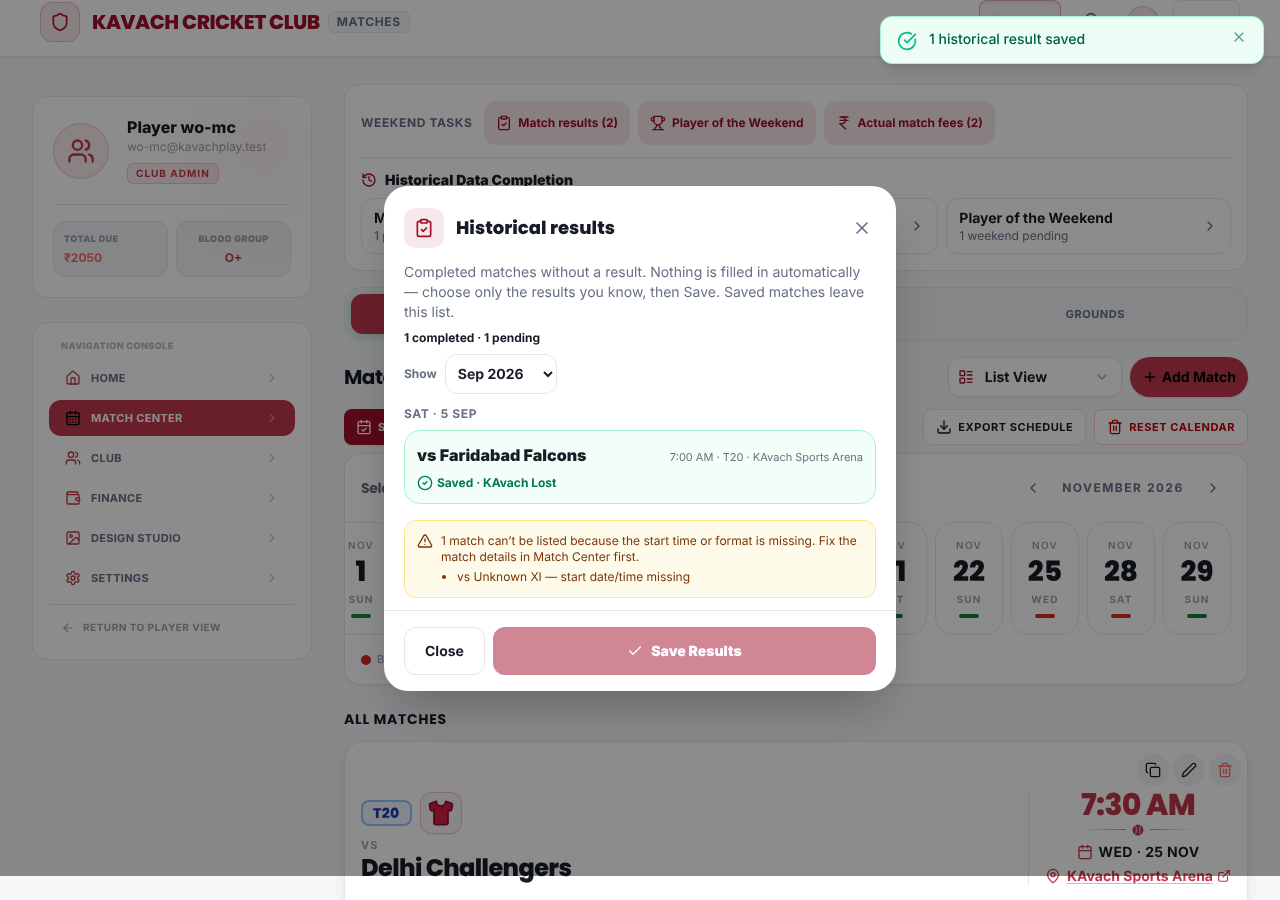 KAVACH CRICKET CLUB MATCHES
1 historical result saved
Player wo-mc
wo-mc@kavachplay.test
CLUB ADMIN
TOTAL DUE
₹2050
BLOOD GROUP
O+
NAVIGATION CONSOLE
HOME
MATCH CENTER
CLUB
FINANCE
DESIGN STUDIO
SETTINGS
RETURN TO PLAYER VIEW
WEEKEND TASKS
Match results (2)
Player of the Weekend
Actual match fees (2)
Historical Data Completion
Player of the Weekend
1 weekend pending
GROUNDS
List View
Add Match
EXPORT SCHEDULE
RESET CALENDAR
NOVEMBER 2026
NOV
1
SUN
NOV
22
SUN
NOV
25
WED
NOV
28
SAT
NOV
29
SUN
Historical results
Completed matches without a result. Nothing is filled in automatically
— choose only the results you know, then Save. Saved matches leave
this list.
1 completed · 1 pending
Show Sep 2026
SAT · 5 SEP
vs Faridabad Falcons
7:00 AM · T20 · KAvach Sports Arena
Saved · KAvach Lost
1 match can’t be listed because the start time or format is missing. Fix the
match details in Match Center first.
• vs Unknown XI — start date/time missing
Close
Save Results
ALL MATCHES
T20
VS
Delhi Challengers
7:30 AM
WED · 25 NOV
KAvach Sports Arena